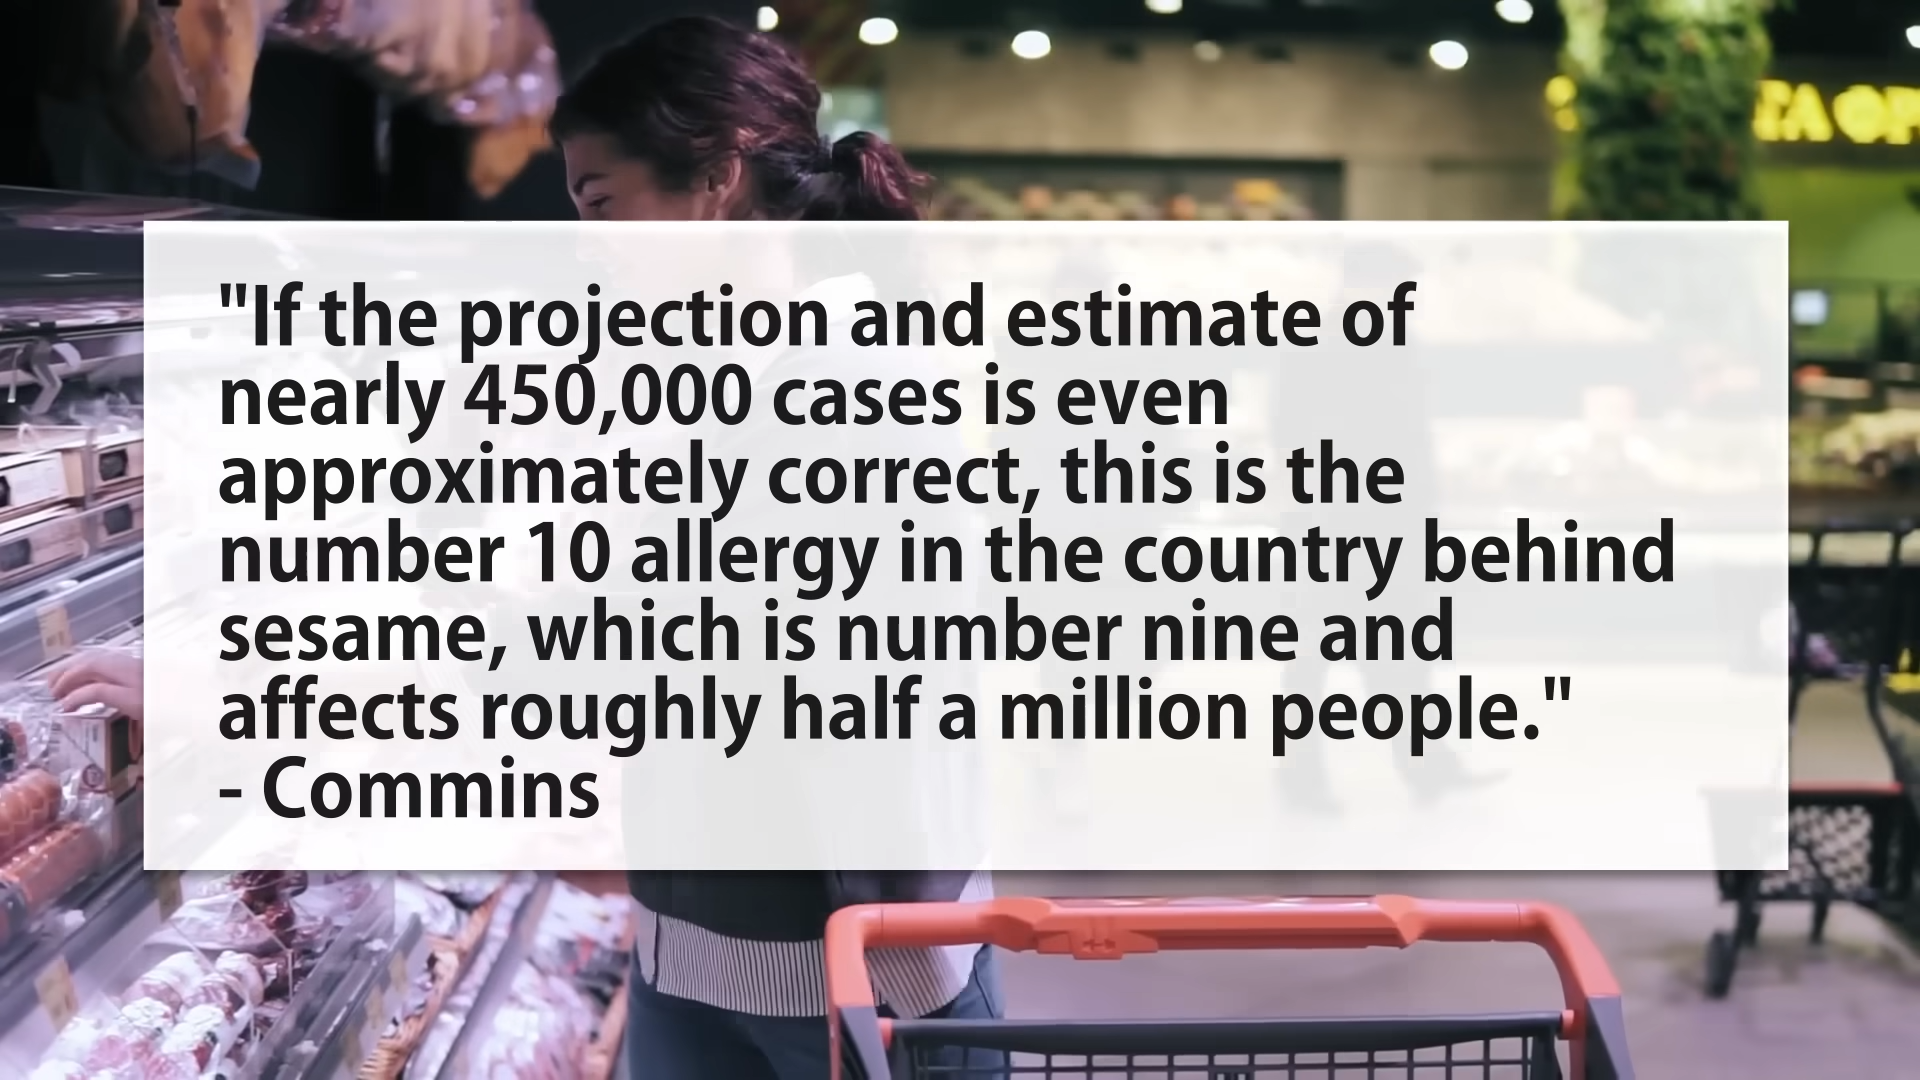 "If the projection and estimate of
nearly 450,000 cases is even
approximately correct, this is the
number 10 allergy in the country behind
sesame, which is number nine and
affects roughly half a million people."
- Commins